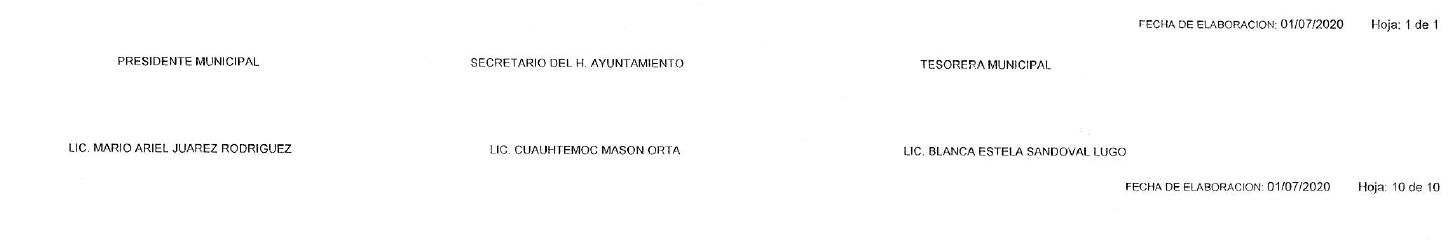 FECHA DE ELABORACION: 01/07/2020 Hoja: 1 de 1
PRESIDENTE MUNICIPAL SECRETARIO DEL H. AYUNTAMIENTO TESORERA MUNICIPAL
LIC. MARIO ARIEL JUAREZ RODRIGUEZ LIC. CUAUHTEMOC MASON ORTA LIC. BLANCA ESTELA SANDOVAL LUGO
FECHA DE ELABORACION: 01/07/2020 Hoja: 10 de 10